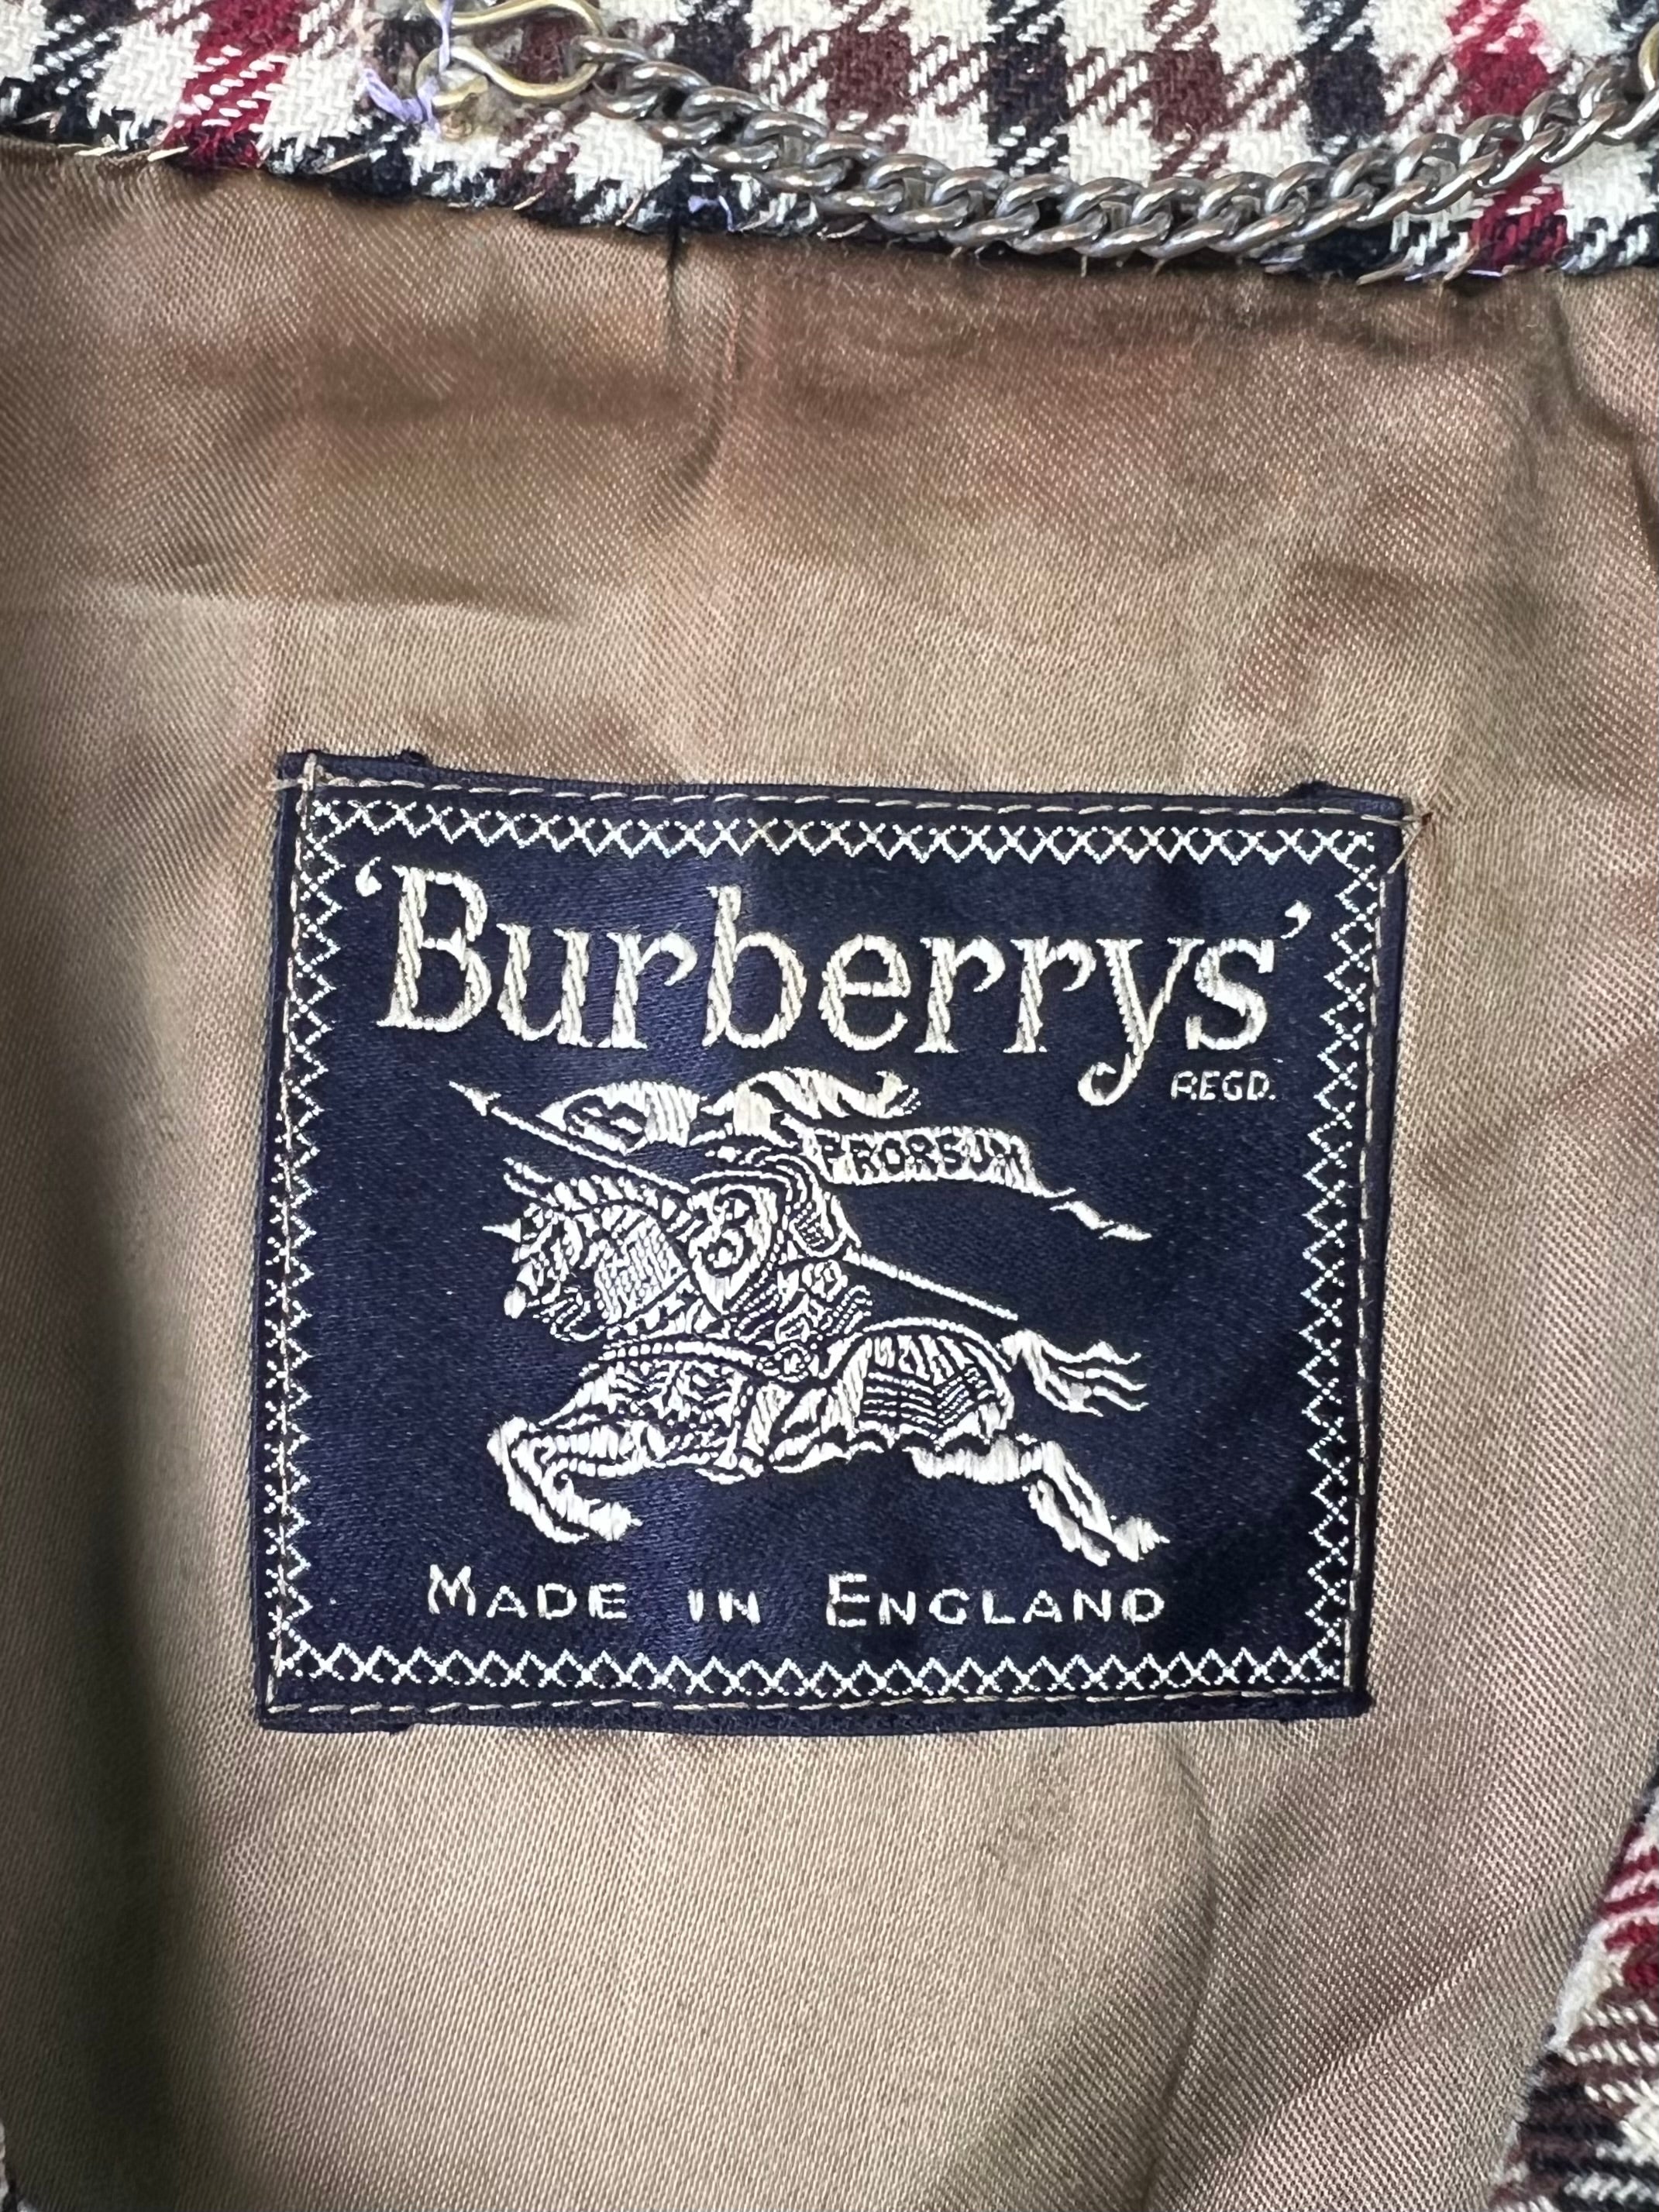 ‘Burberrys’
REGD.
PRORSUM
B
MADE IN ENGLAND